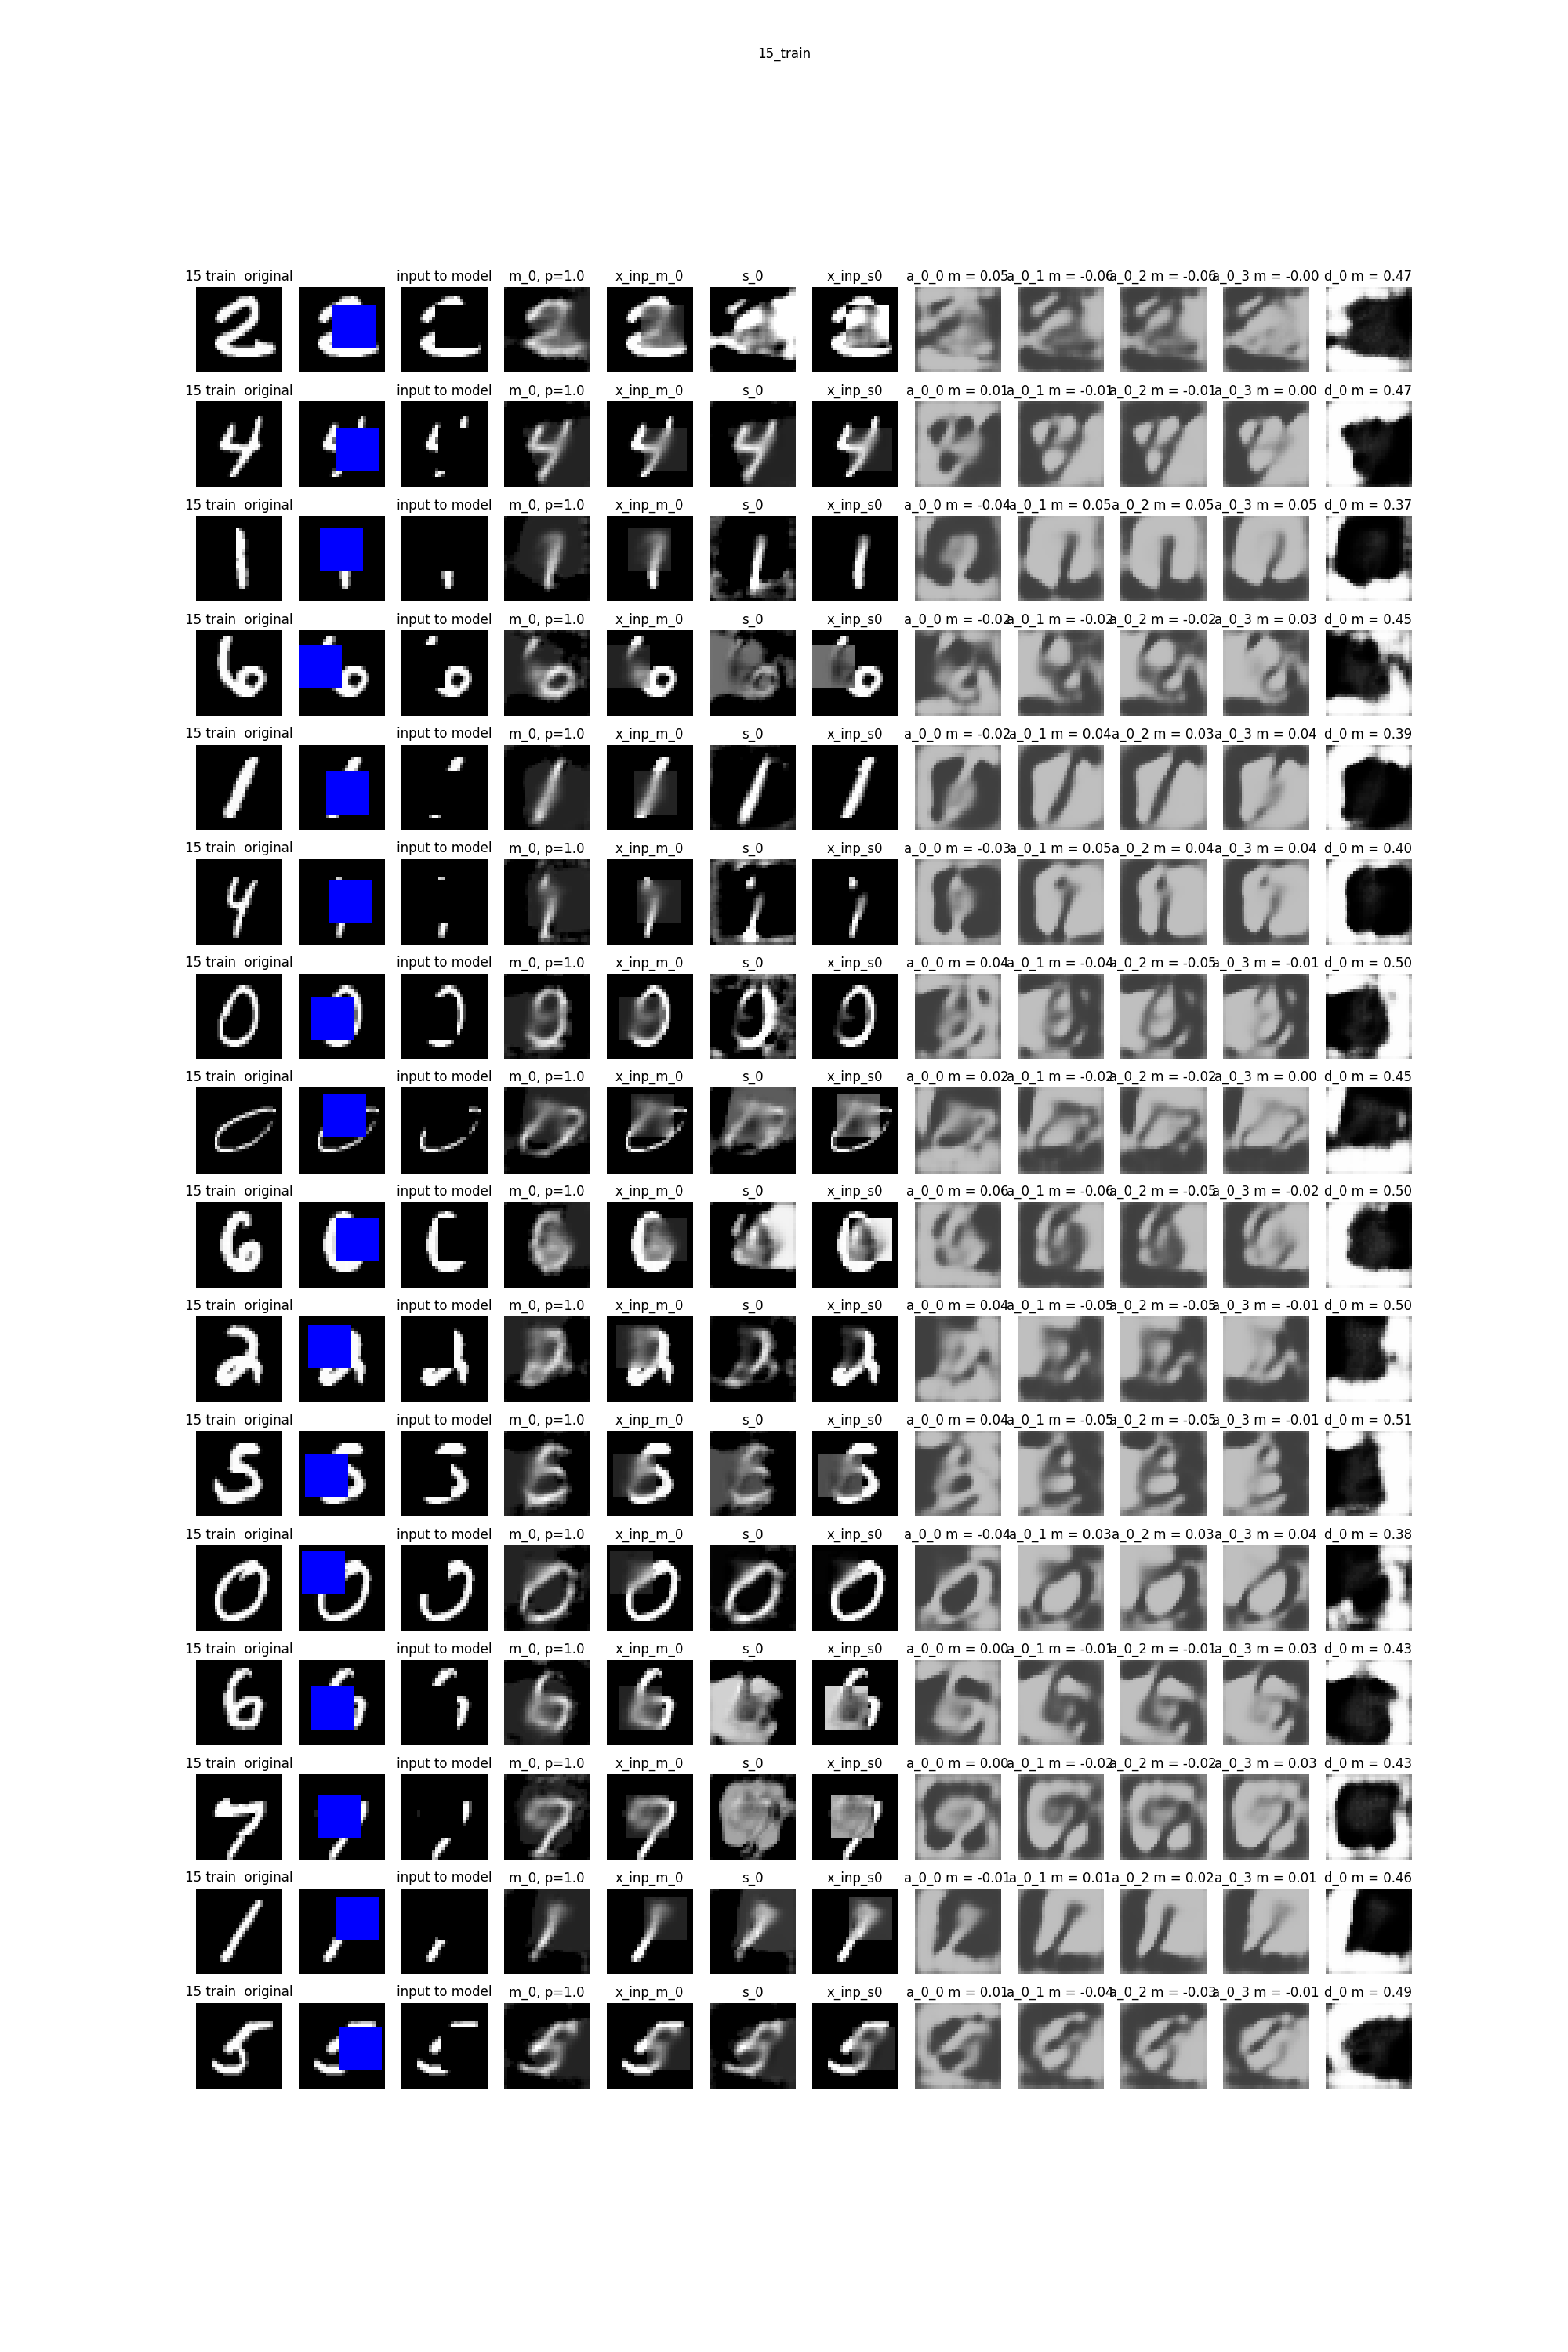 15_train
15 train original input to model m_0, p=1.0 x_inp_m_0 s_0 x_inp_s0 a_0_0 m = 0.05 a_0_1 m = -0.06 a_0_2 m = -0.06 a_0_3 m = -0.00 d_0 m = 0.47
15 train original input to model m_0, p=1.0 x_inp_m_0 s_0 x_inp_s0 a_0_0 m = 0.01 a_0_1 m = -0.01 a_0_2 m = -0.01 a_0_3 m = 0.00 d_0 m = 0.47
15 train original input to model m_0, p=1.0 x_inp_m_0 s_0 x_inp_s0 a_0_0 m = -0.04 a_0_1 m = 0.05 a_0_2 m = 0.05 a_0_3 m = 0.05 d_0 m = 0.37
15 train original input to model m_0, p=1.0 x_inp_m_0 s_0 x_inp_s0 a_0_0 m = -0.02 a_0_1 m = -0.02 a_0_2 m = -0.02 a_0_3 m = 0.03 d_0 m = 0.45
15 train original input to model m_0, p=1.0 x_inp_m_0 s_0 x_inp_s0 a_0_0 m = -0.02 a_0_1 m = 0.04 a_0_2 m = 0.03 a_0_3 m = 0.04 d_0 m = 0.39
15 train original input to model m_0, p=1.0 x_inp_m_0 s_0 x_inp_s0 a_0_0 m = -0.03 a_0_1 m = 0.05 a_0_2 m = 0.04 a_0_3 m = 0.04 d_0 m = 0.40
15 train original input to model m_0, p=1.0 x_inp_m_0 s_0 x_inp_s0 a_0_0 m = 0.04 a_0_1 m = -0.04 a_0_2 m = -0.05 a_0_3 m = -0.01 d_0 m = 0.50
15 train original input to model m_0, p=1.0 x_inp_m_0 s_0 x_inp_s0 a_0_0 m = 0.02 a_0_1 m = -0.02 a_0_2 m = -0.02 a_0_3 m = 0.00 d_0 m = 0.45
15 train original input to model m_0, p=1.0 x_inp_m_0 s_0 x_inp_s0 a_0_0 m = 0.06 a_0_1 m = -0.06 a_0_2 m = -0.05 a_0_3 m = -0.02 d_0 m = 0.50
15 train original input to model m_0, p=1.0 x_inp_m_0 s_0 x_inp_s0 a_0_0 m = 0.04 a_0_1 m = -0.05 a_0_2 m = -0.05 a_0_3 m = -0.01 d_0 m = 0.50
15 train original input to model m_0, p=1.0 x_inp_m_0 s_0 x_inp_s0 a_0_0 m = 0.04 a_0_1 m = -0.05 a_0_2 m = -0.05 a_0_3 m = -0.01 d_0 m = 0.51
15 train original input to model m_0, p=1.0 x_inp_m_0 s_0 x_inp_s0 a_0_0 m = -0.04 a_0_1 m = 0.03 a_0_2 m = 0.03 a_0_3 m = 0.04 d_0 m = 0.38
15 train original input to model m_0, p=1.0 x_inp_m_0 s_0 x_inp_s0 a_0_0 m = 0.00 a_0_1 m = -0.01 a_0_2 m = -0.01 a_0_3 m = 0.03 d_0 m = 0.43
15 train original input to model m_0, p=1.0 x_inp_m_0 s_0 x_inp_s0 a_0_0 m = 0.00 a_0_1 m = -0.02 a_0_2 m = -0.02 a_0_3 m = 0.03 d_0 m = 0.43
15 train original input to model m_0, p=1.0 x_inp_m_0 s_0 x_inp_s0 a_0_0 m = -0.01 a_0_1 m = 0.01 a_0_2 m = 0.02 a_0_3 m = 0.01 d_0 m = 0.46
15 train original input to model m_0, p=1.0 x_inp_m_0 s_0 x_inp_s0 a_0_0 m = 0.01 a_0_1 m = -0.04 a_0_2 m = -0.03 a_0_3 m = -0.01 d_0 m = 0.49